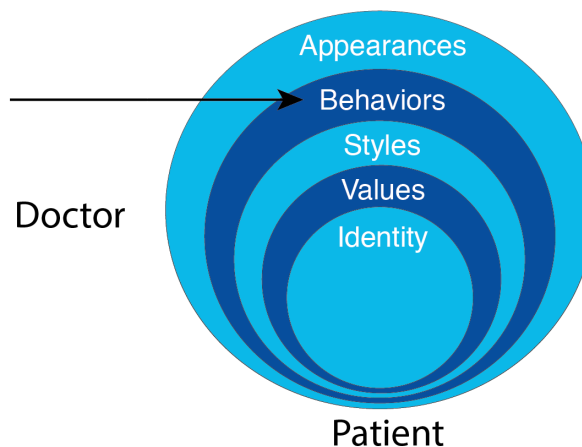 Appearances
Behaviors
Styles
Values
Doctor
Identity
Patient